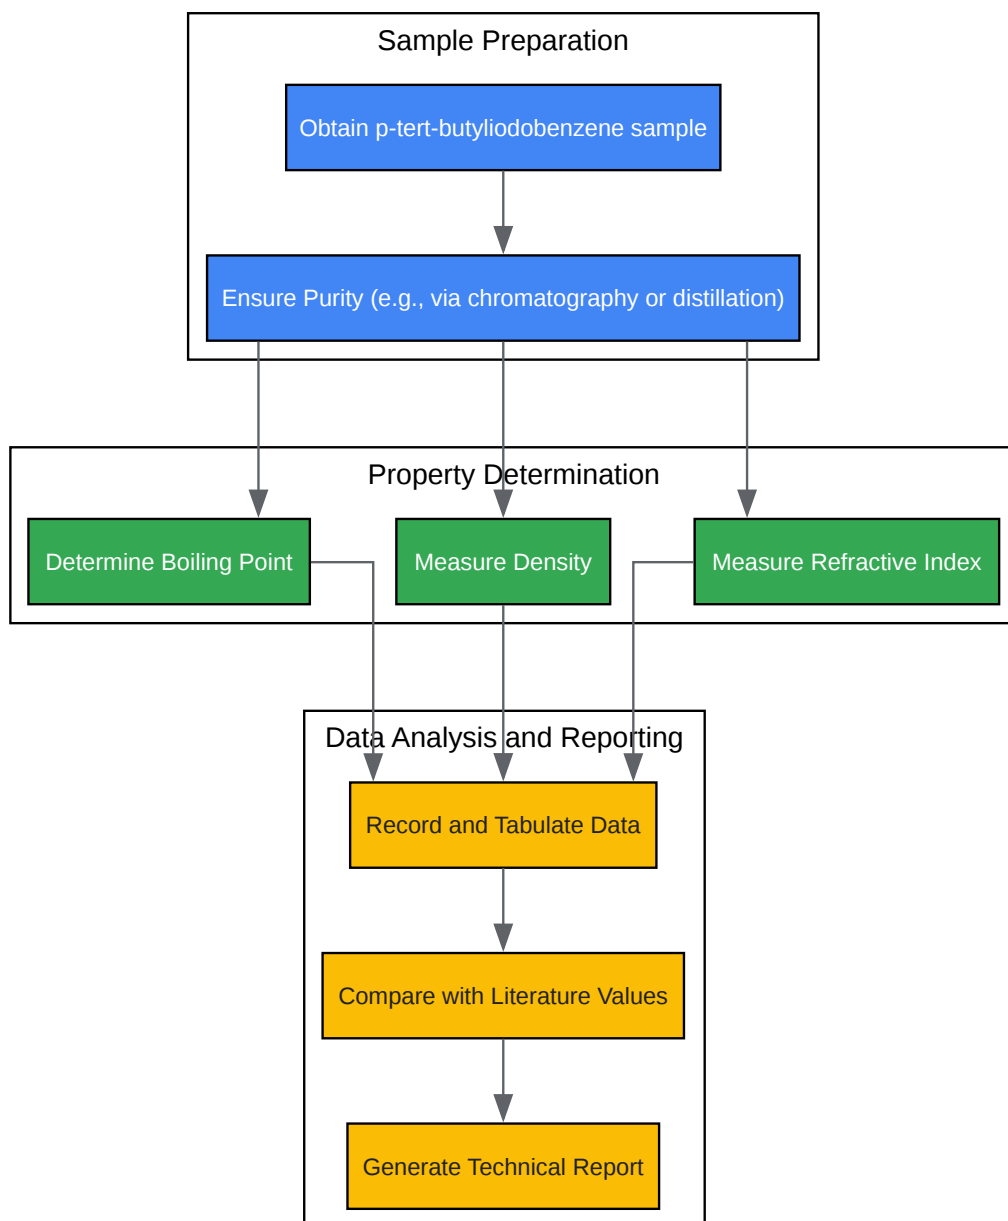 Sample Preparation
Obtain p-tert-butyliodobenzene sample
Ensure Purity (e.g., via chromatography or distillation)
Property Determination
Determine Boiling Point
Measure Density
Measure Refractive Index
Data Analysis and Reporting
Record and Tabulate Data
Compare with Literature Values
Generate Technical Report